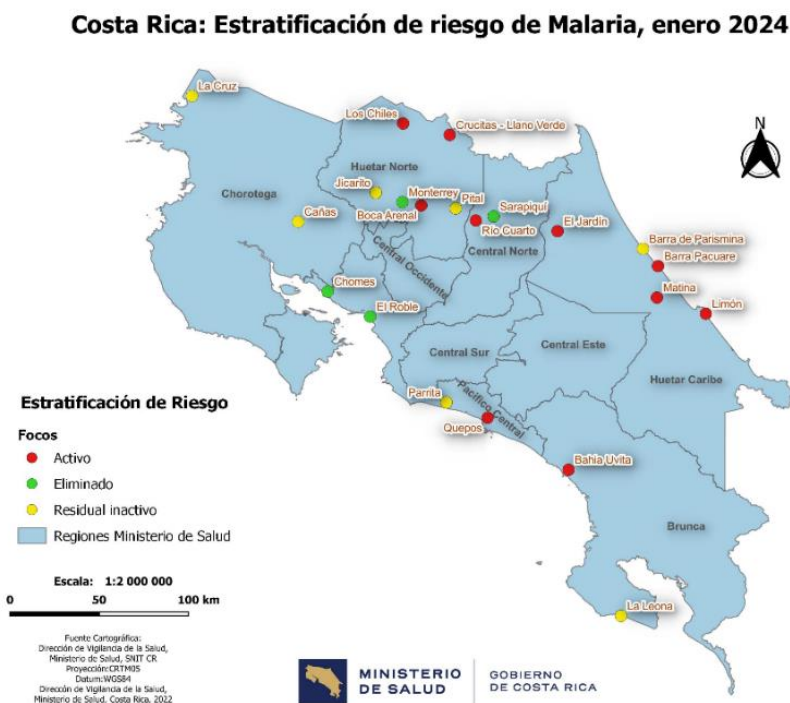 Costa Rica: Estratificación de riesgo de Malaria, enero 2024
La Cruz
Los Chiles
Crucitas - Llano Verde
N
Huetar Norte
Jicarito
Monterrey
Pital
Sarapiquí
Chorotega
Boca Arenal
Cañas
Río Cuarto
El Jardín
Central Norte
Barra de Parismina
Barra Pacuare
Central Occidente
Chomes
Matina
Limón
El Roble
Central Sur
Central Este
Huetar Caribe
Parrita
Pacífico Central
Quepos
Bahía Uvita
Brunca
La Leona
Estratificación de Riesgo
Focos
Activo
Eliminado
Residual inactivo
Regiones Ministerio de Salud
Escala: 1:2 000 000
0 50 100 km
Fuente Cartográfica:
Dirección de Vigilancia de la Salud,
Ministerio de Salud, SNIT CR
Proyección:CRTM05
Datum:WGS84
Dirección de Vigilancia de la Salud,
Ministerio de Salud. Costa Rica. 2022
MINISTERIO
DE SALUD
GOBIERNO
DE COSTA RICA